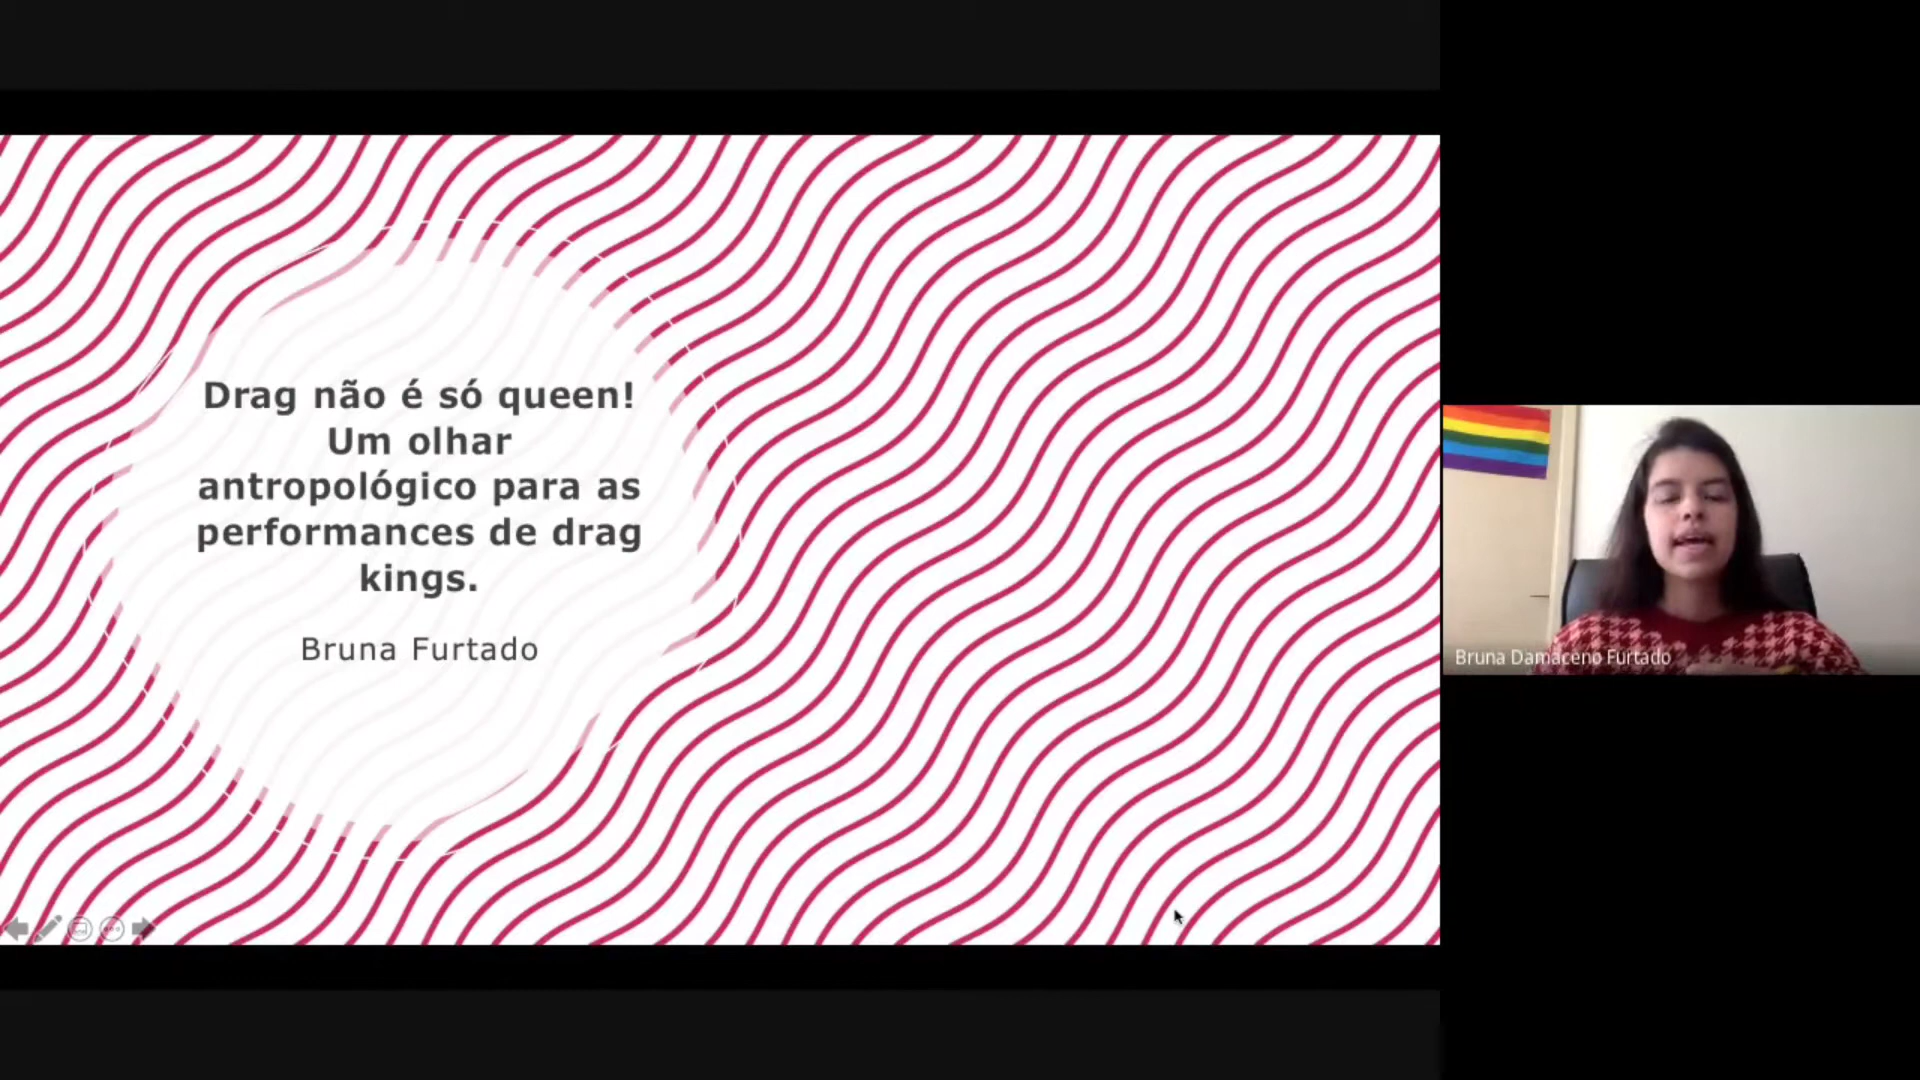 Drag não é só queen!
Um olhar
antropológico para as
performances de drag
kings.
Bruna Furtado
Bruna Damaceno Furtado